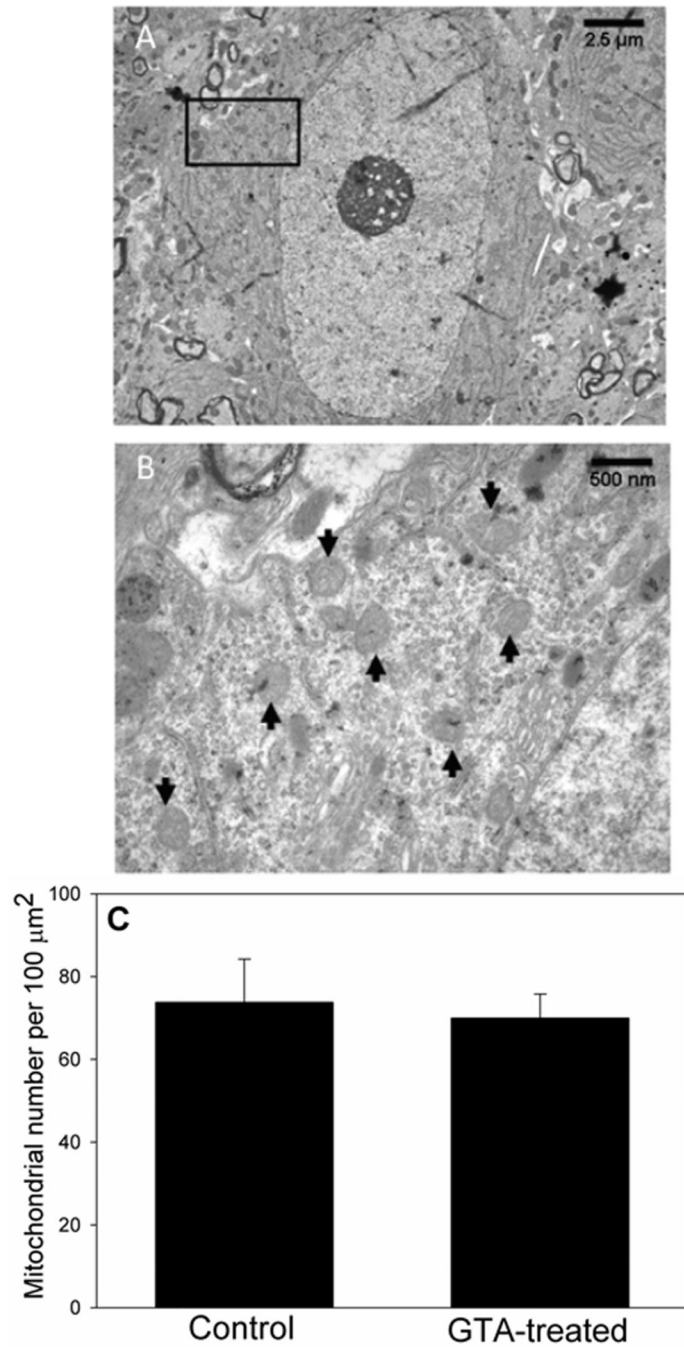 A
2.5 µm
B
500 nm
C
Mitochondrial number per 100 µm²
100
80
60
40
20
0
Control
GTA-treated